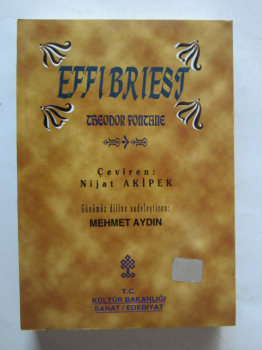 EFFI BRIEST
THEODOR FONTANE
Çeviren:
Nijat AKİPEK
Günümüz diline sadeleştiren:
MEHMET AYDIN
T.C.
KÜLTÜR BAKANLIĞI
SANAT / EDEBİYAT